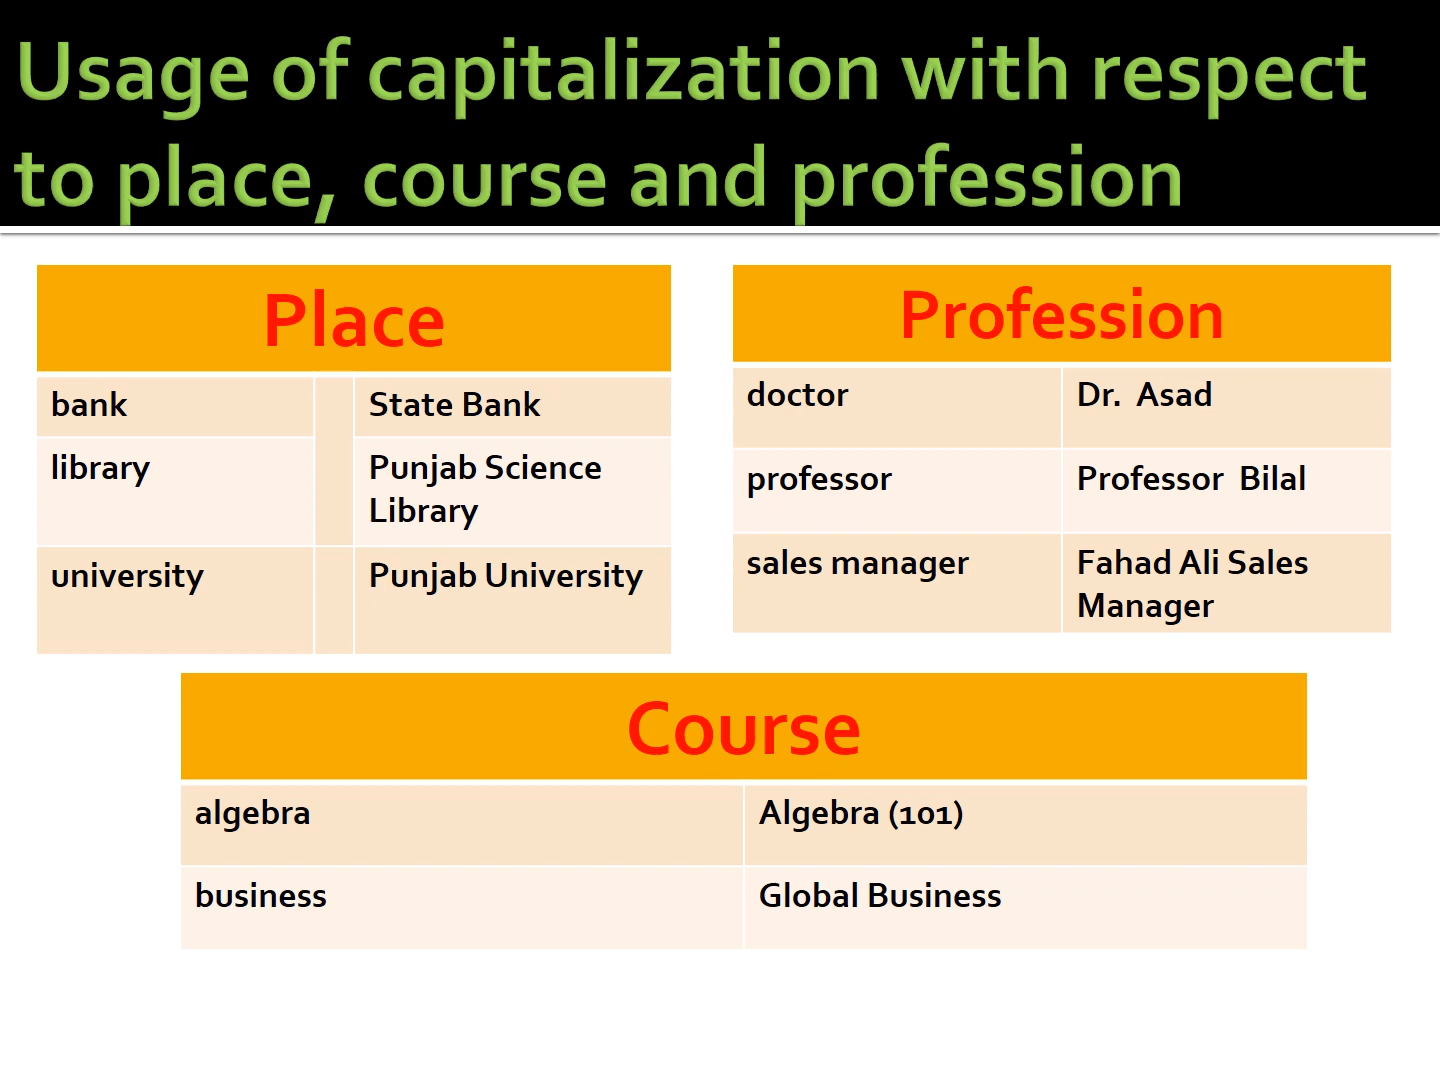 Usage of capitalization with respect
to place, course and profession
Place
bank
State Bank
library
Punjab Science
Library
university
Punjab University
Profession
doctor
Dr.  Asad
professor
Professor  Bilal
sales manager
Fahad Ali Sales
Manager
Course
algebra
Algebra (101)
business
Global Business